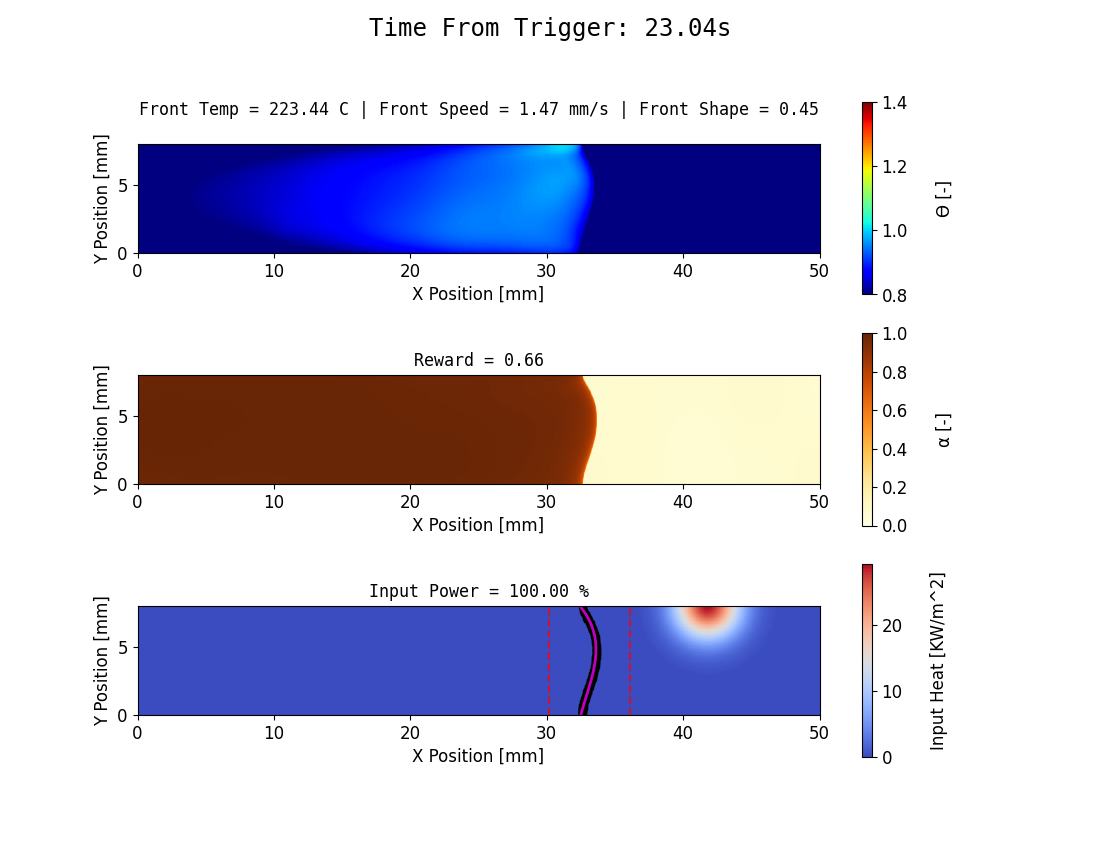 Time From Trigger: 23.04s
Front Temp = 223.44 C | Front Speed = 1.47 mm/s | Front Shape = 0.45
Y Position [mm]
5
0
0 10 20 30 40 50
X Position [mm]
1.4
1.2
1.0
0.8
Θ [-]
Reward = 0.66
Y Position [mm]
5
0
0 10 20 30 40 50
X Position [mm]
1.0
0.8
0.6
0.4
0.2
0.0
α [-]
Input Power = 100.00 %
Y Position [mm]
5
0
0 10 20 30 40 50
X Position [mm]
20
10
0
Input Heat [KW/m^2]